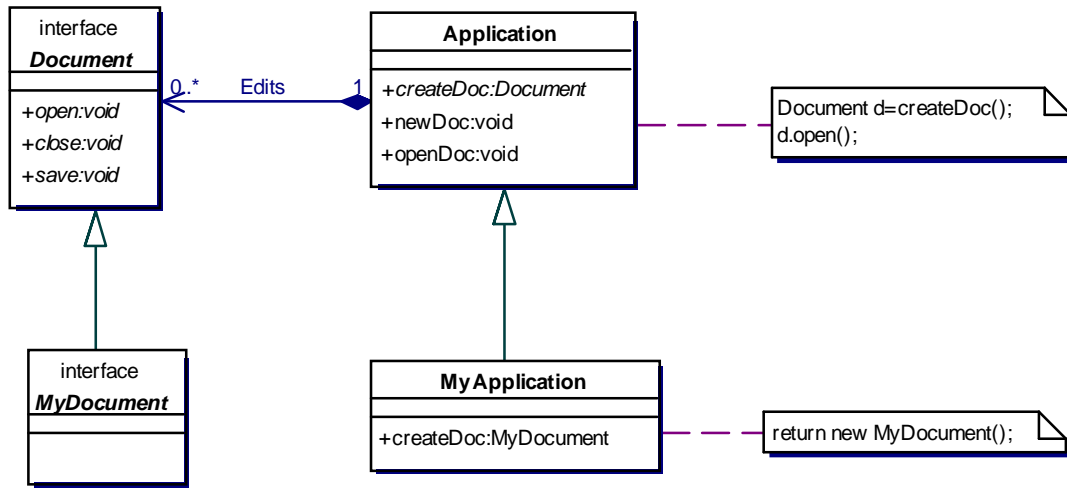 interface
Document
+open:void
+close:void
+save:void
0..*
Edits
1
Application
+createDoc:Document
+newDoc:void
+openDoc:void
Document d=createDoc();
d.open();
interface
MyDocument
MyApplication
+createDoc:MyDocument
return new MyDocument();